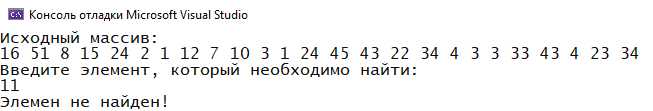 Консоль отладки Microsoft Visual Studio
Исходный массив:
16 51 8 15 24 2 1 12 7 10 3 1 24 45 43 22 34 4 3 3 33 43 4 23 34
Введите элемент, который необходимо найти:
11
Элемен не найден!